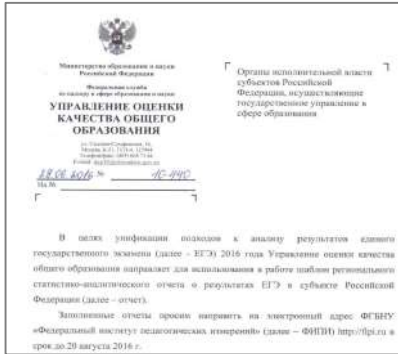 Министерство образования и науки
Российской Федерации
Федеральная служба
по надзору в сфере образования и науки
УПРАВЛЕНИЕ ОЦЕНКИ
КАЧЕСТВА ОБЩЕГО
ОБРАЗОВАНИЯ
28.06.2016 № 10-440
На №
Органы исполнительной власти
субъектов Российской
Федерации, осуществляющие
государственное управление в
сфере образования
В целях унификации подходов к анализу результатов единого
государственного экзамена (далее – ЕГЭ) 2016 года Управление оценки качества
общего образования направляет для использования в работе шаблон регионального
статистико-аналитического отчета о результатах ЕГЭ в субъекте Российской
Федерации (далее – отчет).
Заполненные отчеты просим направить на электронный адрес ФГБНУ
«Федеральный институт педагогических измерений» (далее – ФИПИ) http://fipi.ru в
срок до 20 августа 2016 г.